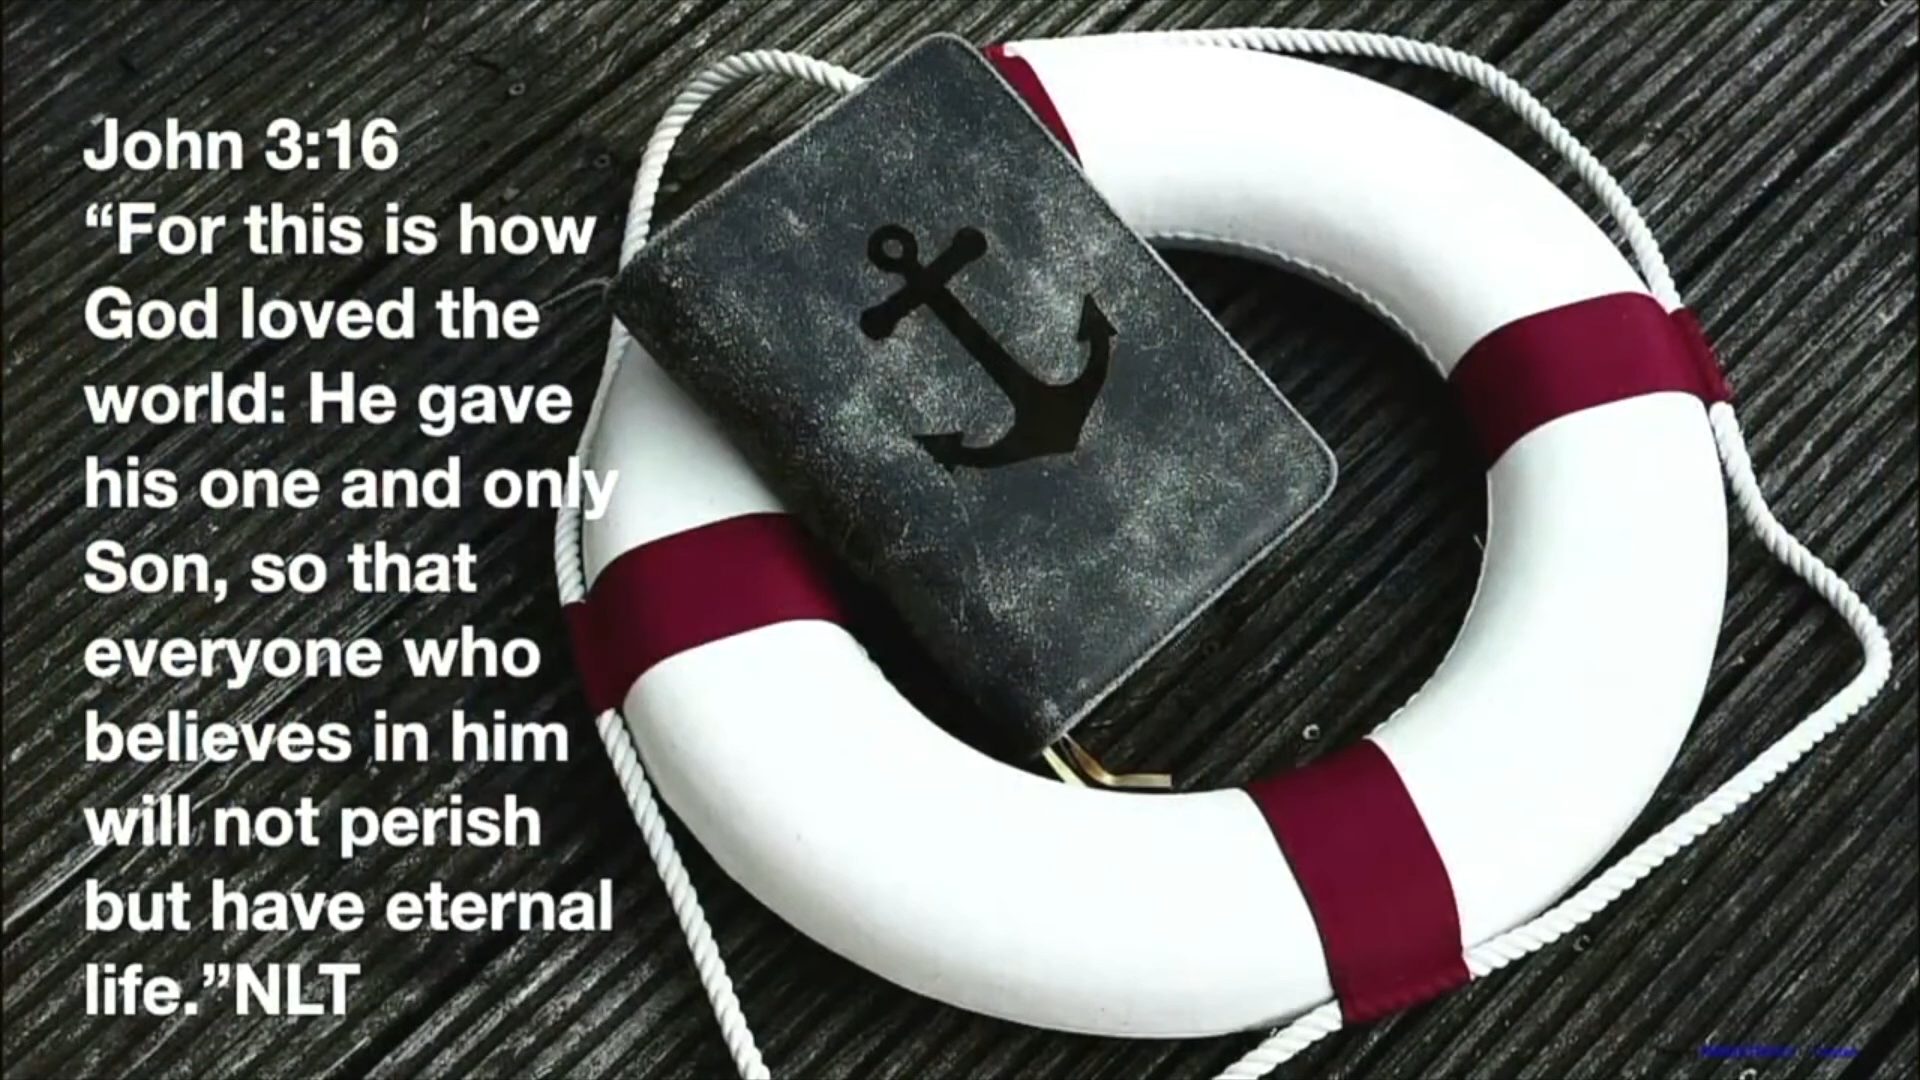 John 3:16
“For this is how
God loved the
world: He gave
his one and only
Son, so that
everyone who
believes in him
will not perish
but have eternal
life.”NLT